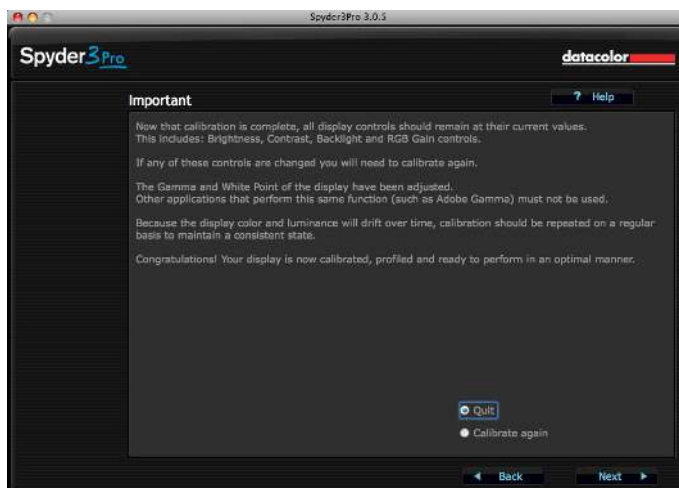 Spyder3Pro 3.0.5
Spyder3Pro
datacolor
Important
? Help
Now that calibration is complete, all display controls should remain at their current values.
This includes: Brightness, Contrast, Backlight and RGB Gain controls.
If any of these controls are changed you will need to calibrate again.
The Gamma and White Point of the display have been adjusted.
Other applications that perform this same function (such as Adobe Gamma) must not be used.
Because the display color and luminance will drift over time, calibration should be repeated on a regular
basis to maintain a consistent state.
Congratulations! Your display is now calibrated, profiled and ready to perform in an optimal manner.
Quit
Calibrate again
Back
Next